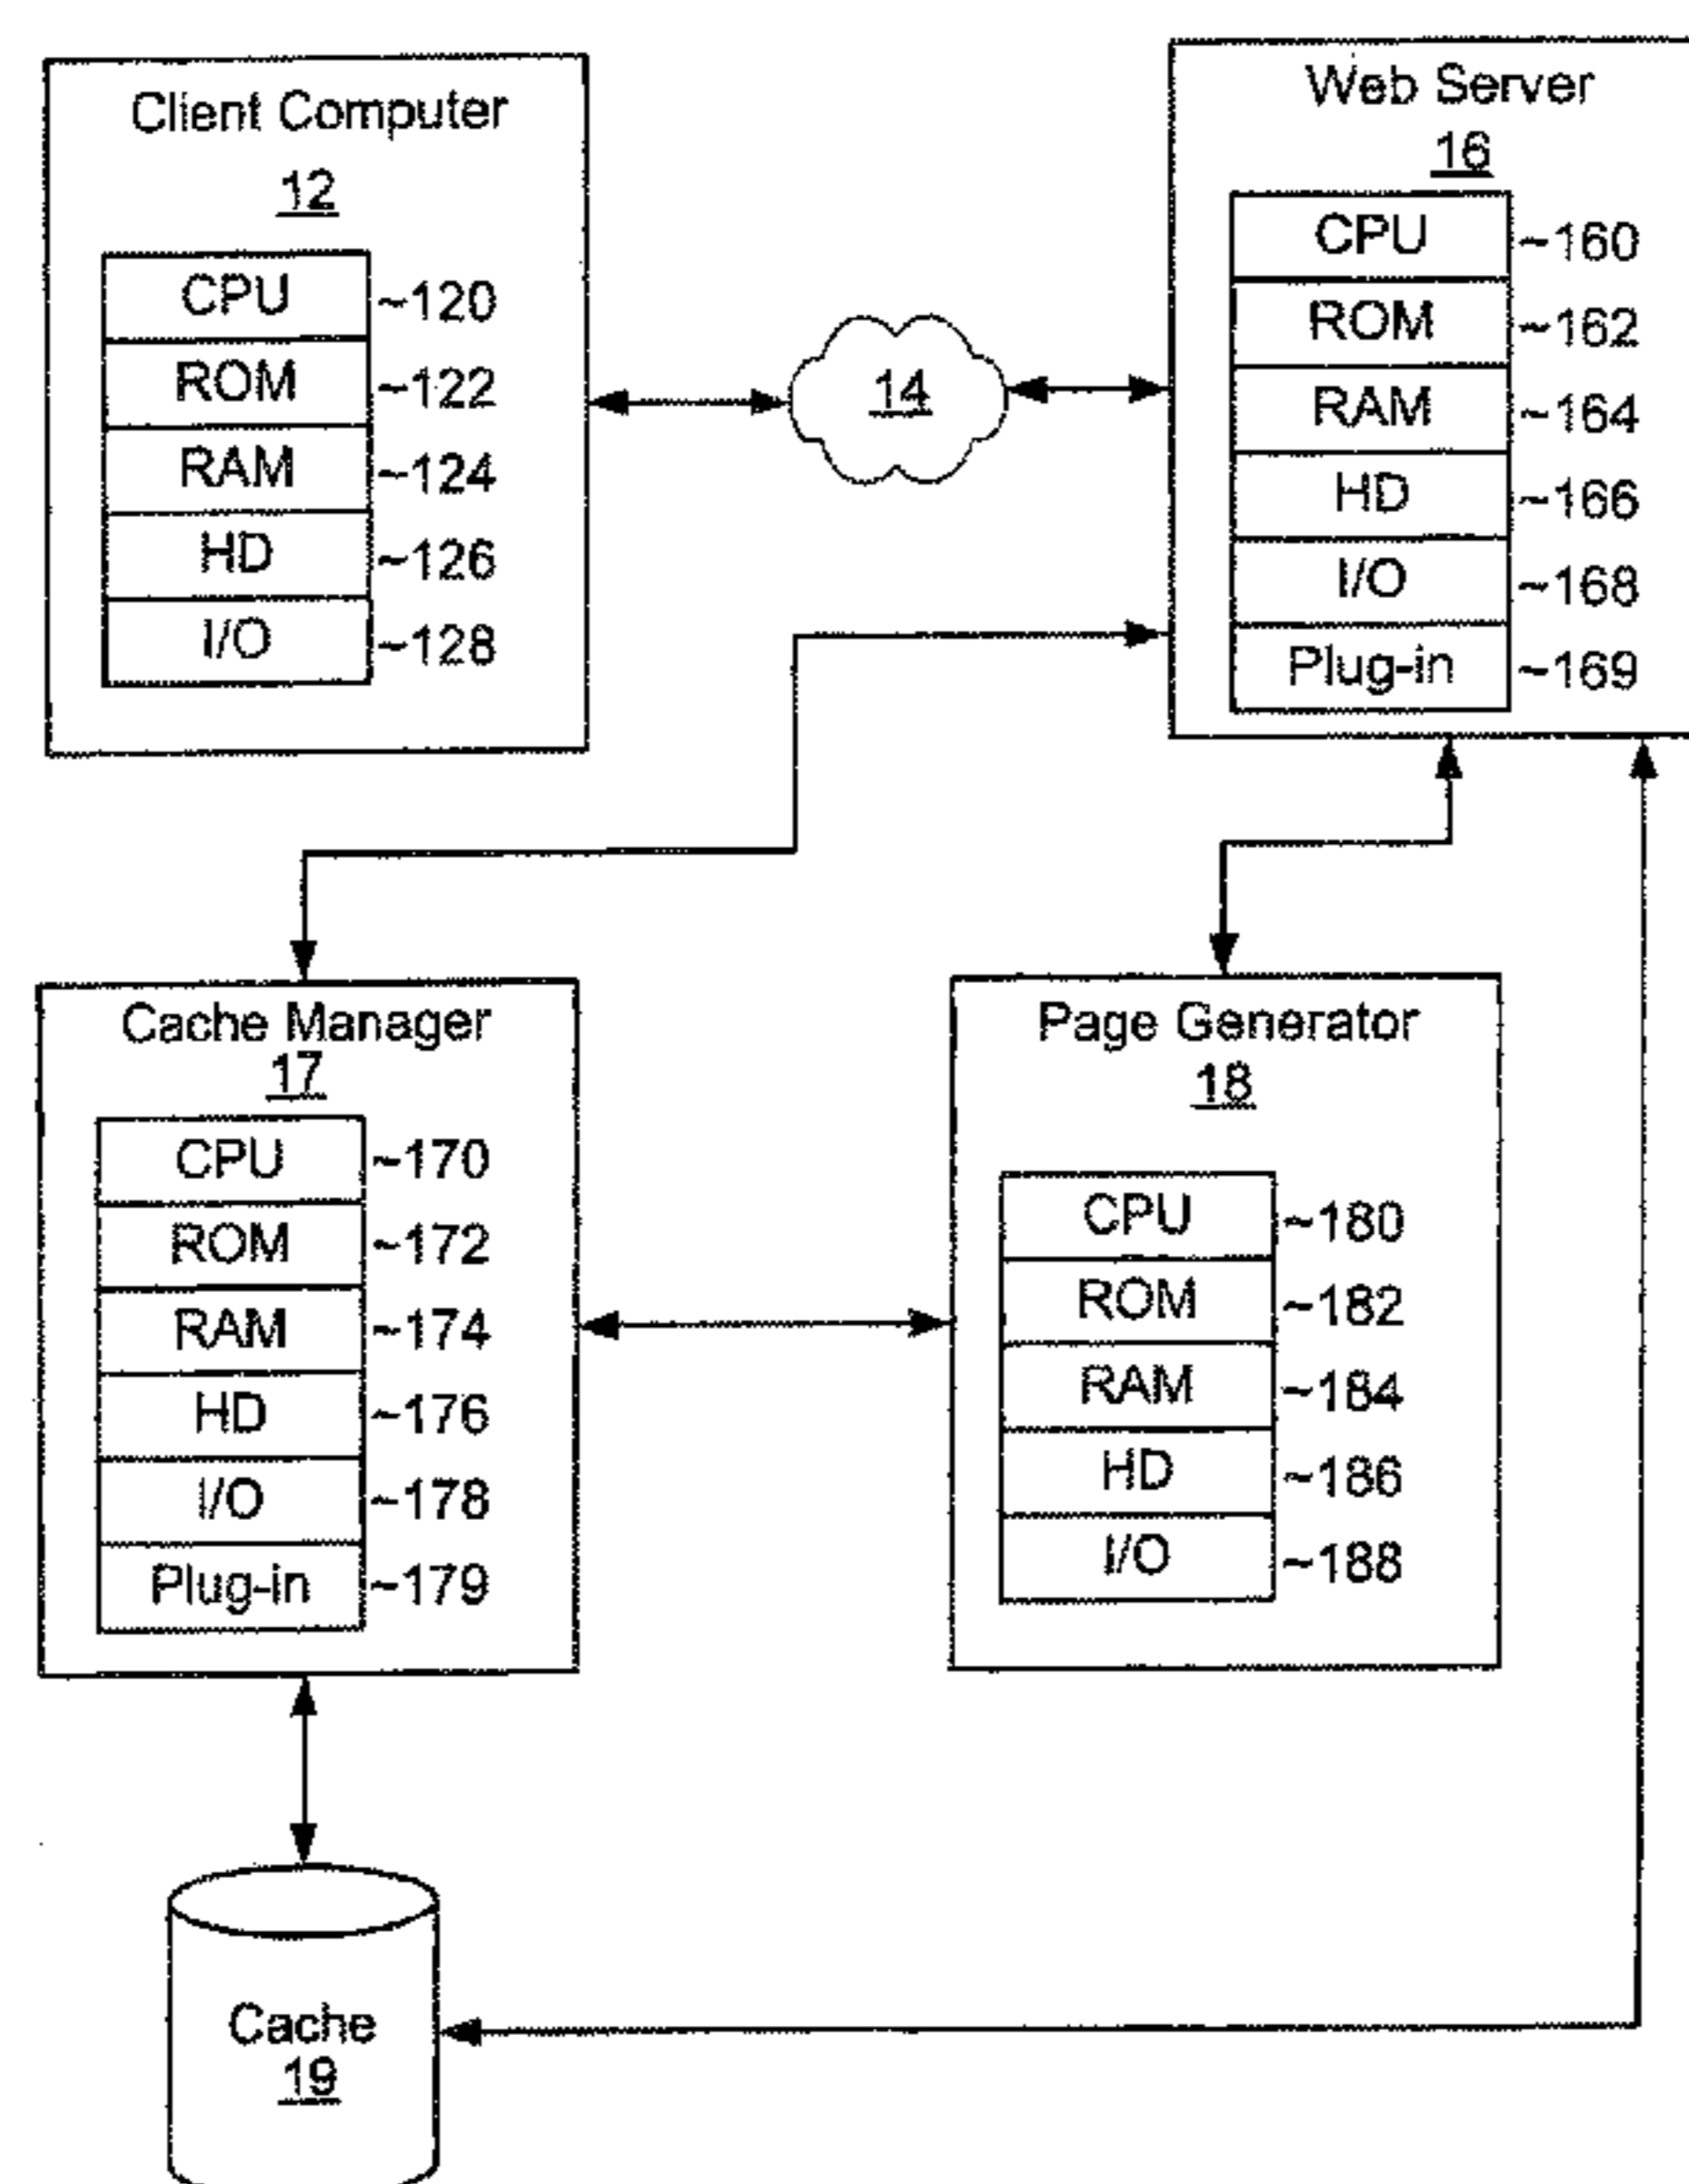 Client Computer
12
CPU ~120
ROM ~122
RAM ~124
HD ~126
I/O ~128
14
Web Server
16
CPU ~160
ROM ~162
RAM ~164
HD ~166
I/O ~168
Plug-in ~169
Cache Manager
17
CPU ~170
ROM ~172
RAM ~174
HD ~176
I/O ~178
Plug-in ~179
Page Generator
18
CPU ~180
ROM ~182
RAM ~184
HD ~186
I/O ~188
Cache
19